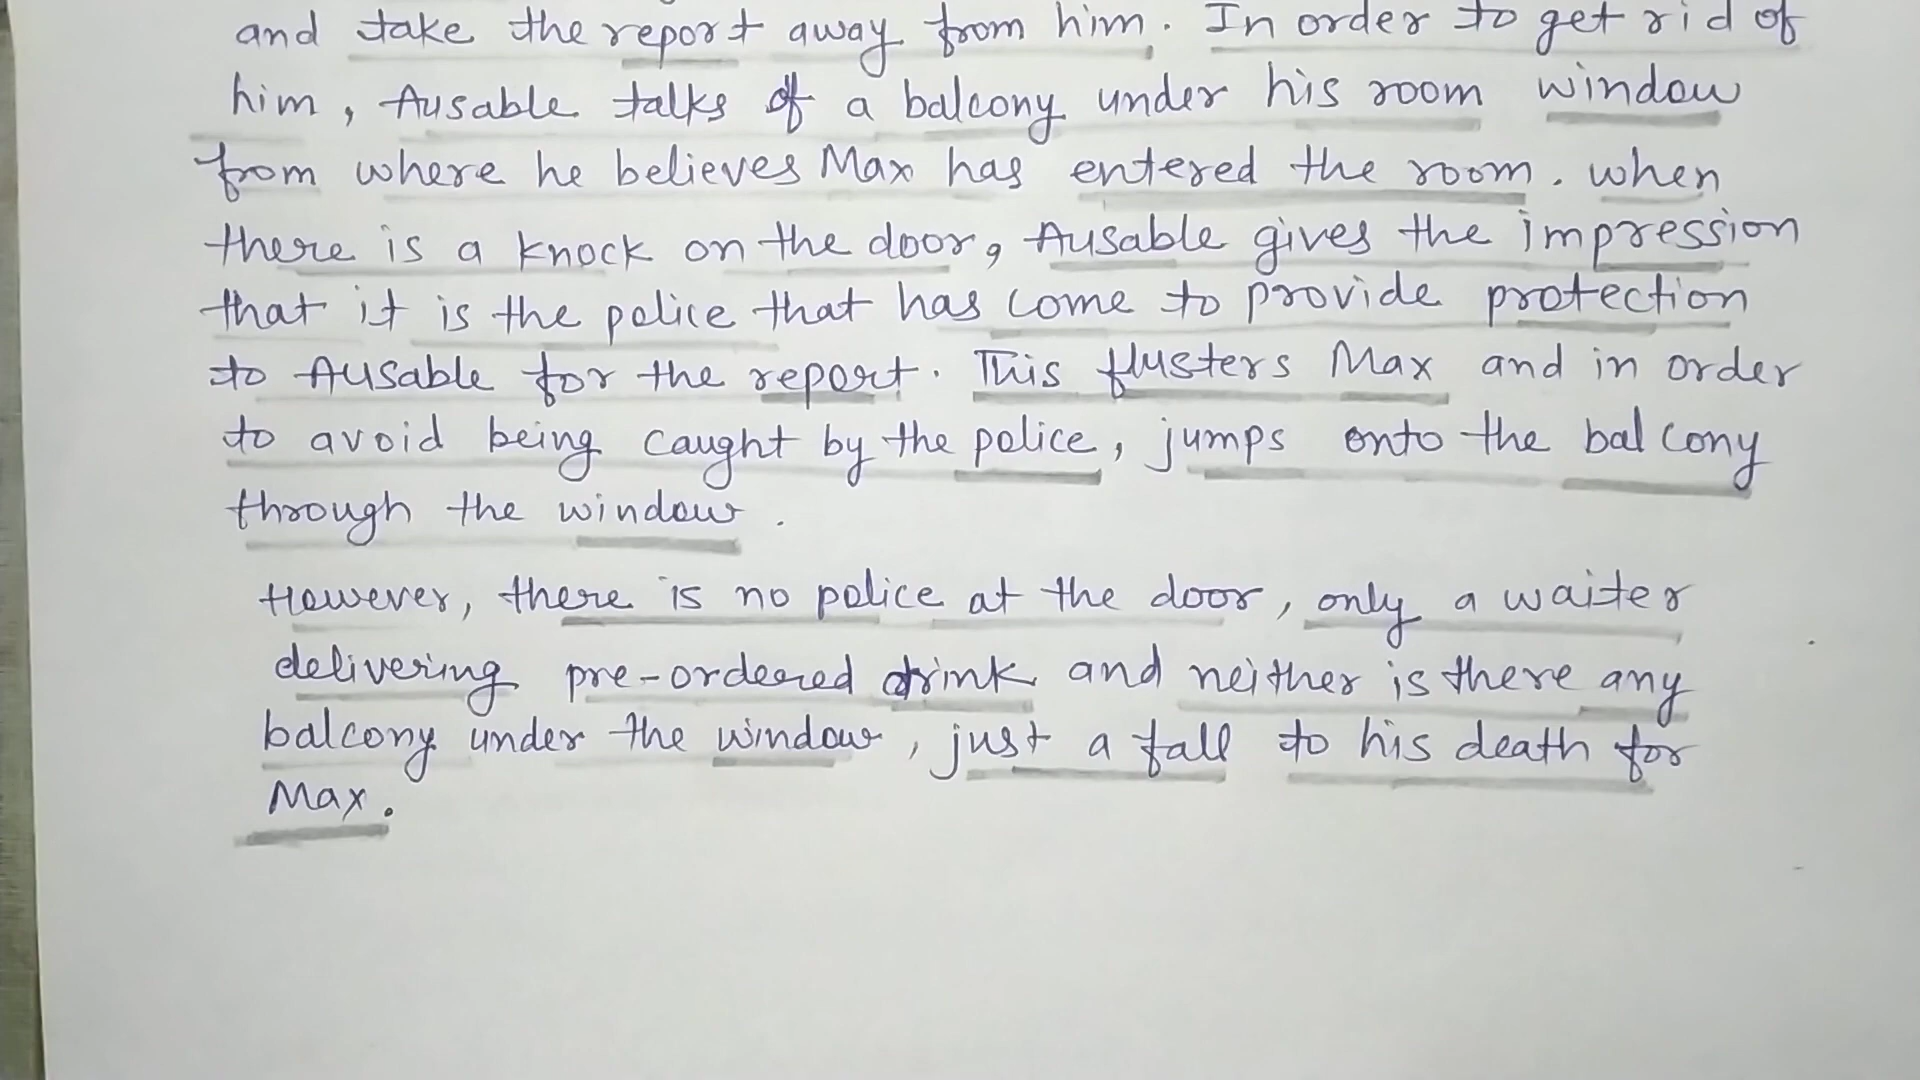 and take the report away from him. In order to get rid of
him, Ausable talks of a balcony under his room window
from where he believes Max has entered the room. when
there is a knock on the door, Ausable gives the impression
that it is the police that has come to provide protection
to Ausable for the report. This flusters Max and in order
to avoid being caught by the police, jumps onto the balcony
through the window.
However, there is no police at the door, only a waiter
delivering pre-ordered drink and neither is there any
balcony under the window, just a fall to his death for
Max.